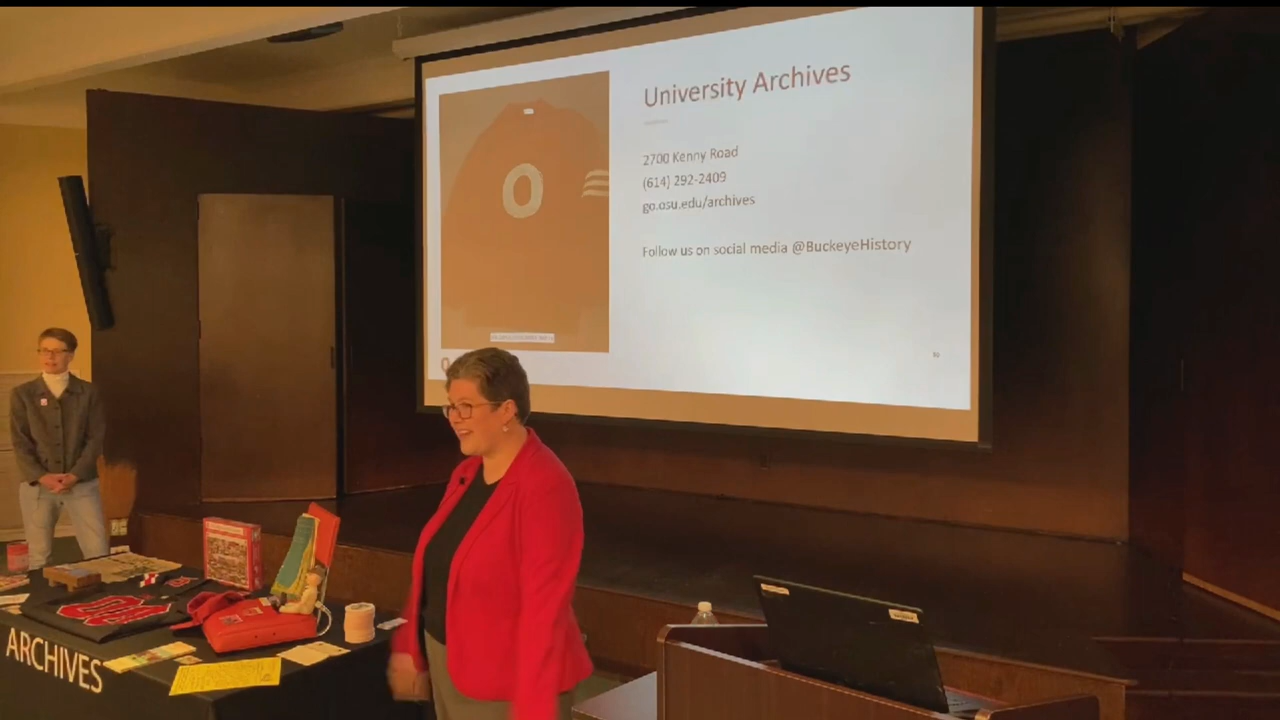 University Archives
2700 Kenny Road
(614) 292-2409
go.osu.edu/archives
Follow us on social media @BuckeyeHistory
ARCHIVES